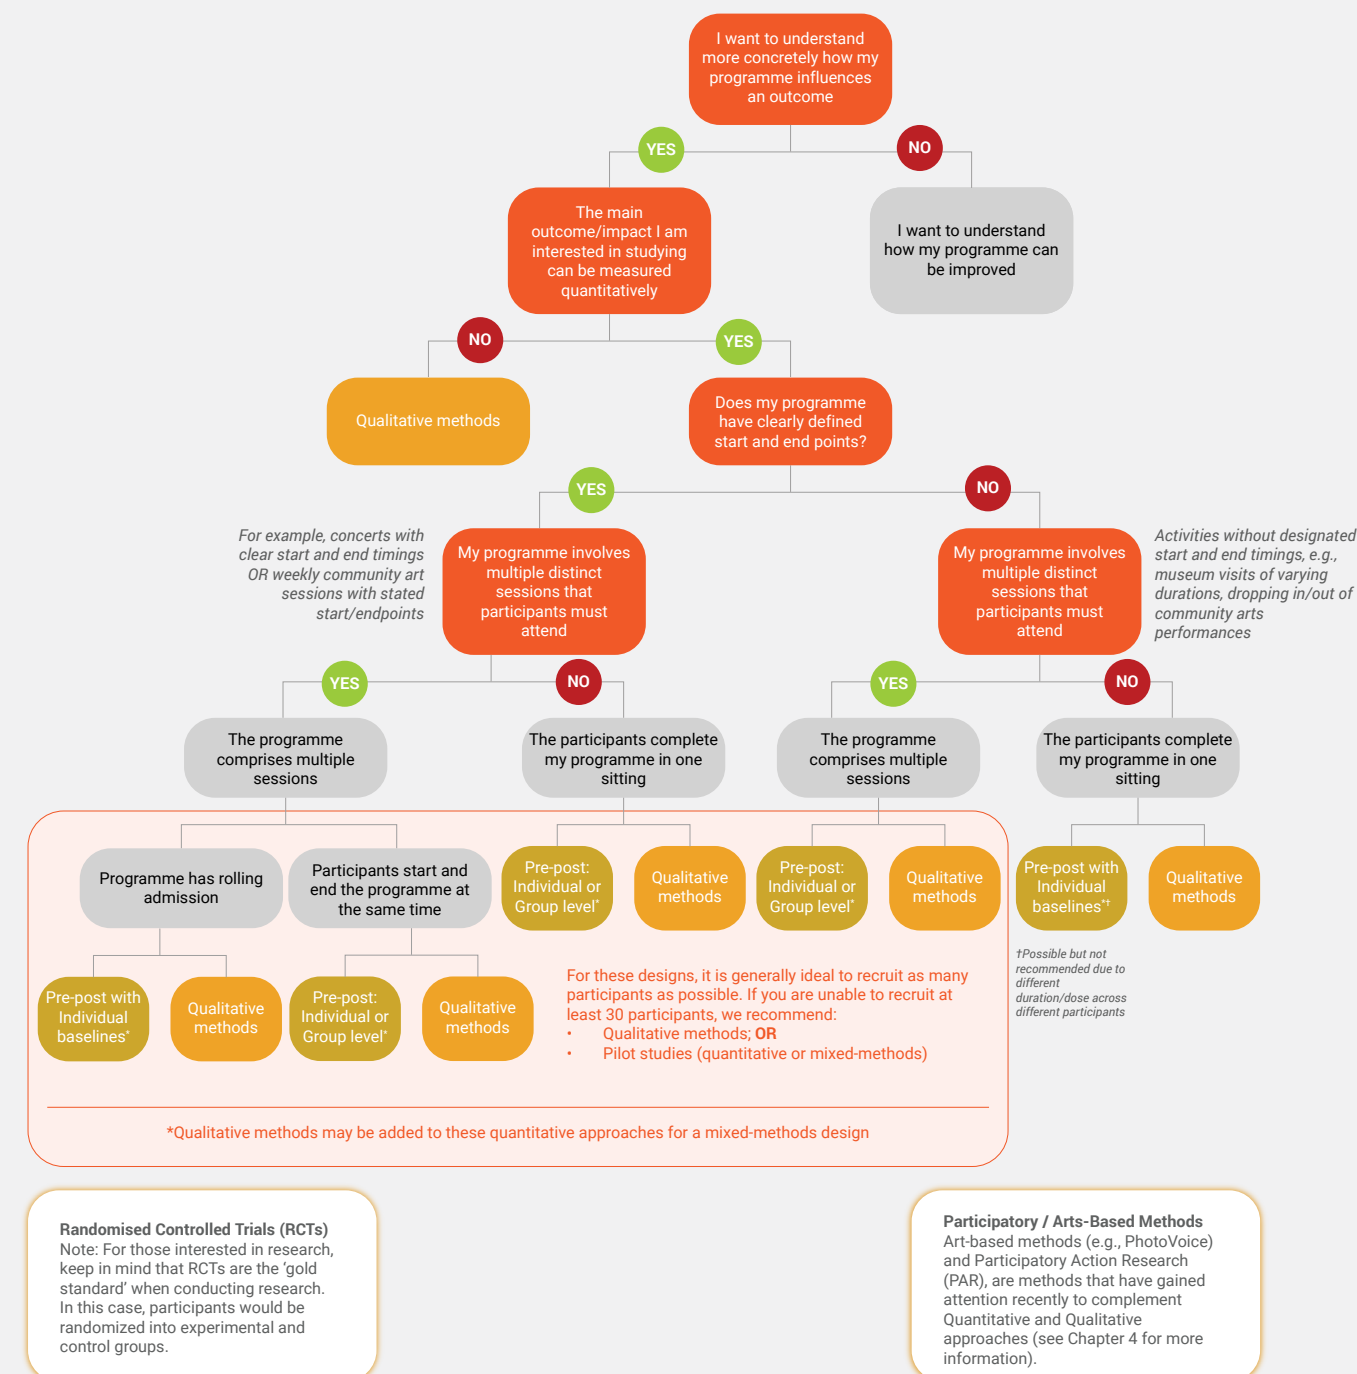 I want to understand
more concretely how my
programme influences
an outcome
YES
NO
The main
outcome/impact I am
interested in studying
can be measured
quantitatively
I want to understand
how my programme can
be improved
NO
YES
Qualitative methods
Does my programme
have clearly defined
start and end points?
YES
NO
For example, concerts with
clear start and end timings
OR weekly community art
sessions with stated
start/endpoints
My programme involves
multiple distinct
sessions that
participants must
attend
My programme involves
multiple distinct
sessions that
participants must
attend
Activities without designated
start and end timings, e.g.,
museum visits of varying
durations, dropping in/out of
community arts
performances
YES
NO
YES
NO
The programme
comprises multiple
sessions
The participants complete
my programme in one
sitting
The programme
comprises multiple
sessions
The participants complete
my programme in one
sitting
Programme has rolling
admission
Participants start and
end the programme at
the same time
Pre-post:
Individual or
Group level*
Qualitative
methods
Pre-post:
Individual or
Group level*
Qualitative
methods
Pre-post with
Individual
baselines*†
Qualitative
methods
Pre-post with
Individual
baselines*
Qualitative
methods
Pre-post:
Individual or
Group level*
Qualitative
methods
For these designs, it is generally ideal to recruit as many
participants as possible. If you are unable to recruit at
least 30 participants, we recommend:
• Qualitative methods; OR
• Pilot studies (quantitative or mixed-methods)
†Possible but not
recommended due to
different
duration/dose across
different participants
*Qualitative methods may be added to these quantitative approaches for a mixed-methods design
Randomised Controlled Trials (RCTs)
Note: For those interested in research,
keep in mind that RCTs are the ‘gold
standard’ when conducting research.
In this case, participants would be
randomized into experimental and
control groups.
Participatory / Arts-Based Methods
Art-based methods (e.g., PhotoVoice)
and Participatory Action Research
(PAR), are methods that have gained
attention recently to complement
Quantitative and Qualitative
approaches (see Chapter 4 for more
information).